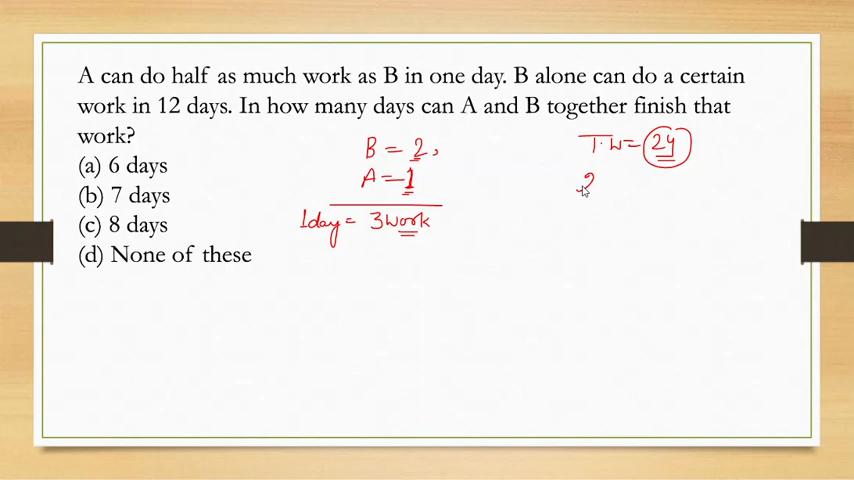 A can do half as much work as B in one day. B alone can do a certain
work in 12 days. In how many days can A and B together finish that
work?
(a) 6 days
(b) 7 days
(c) 8 days
(d) None of these
B = 2,
A = 1
1day = 3work
T.W = 24
2